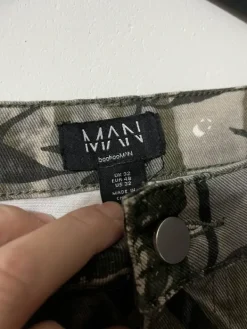 MAN
boohooMAN
UK 32
EUR 48
US 32
MADE IN